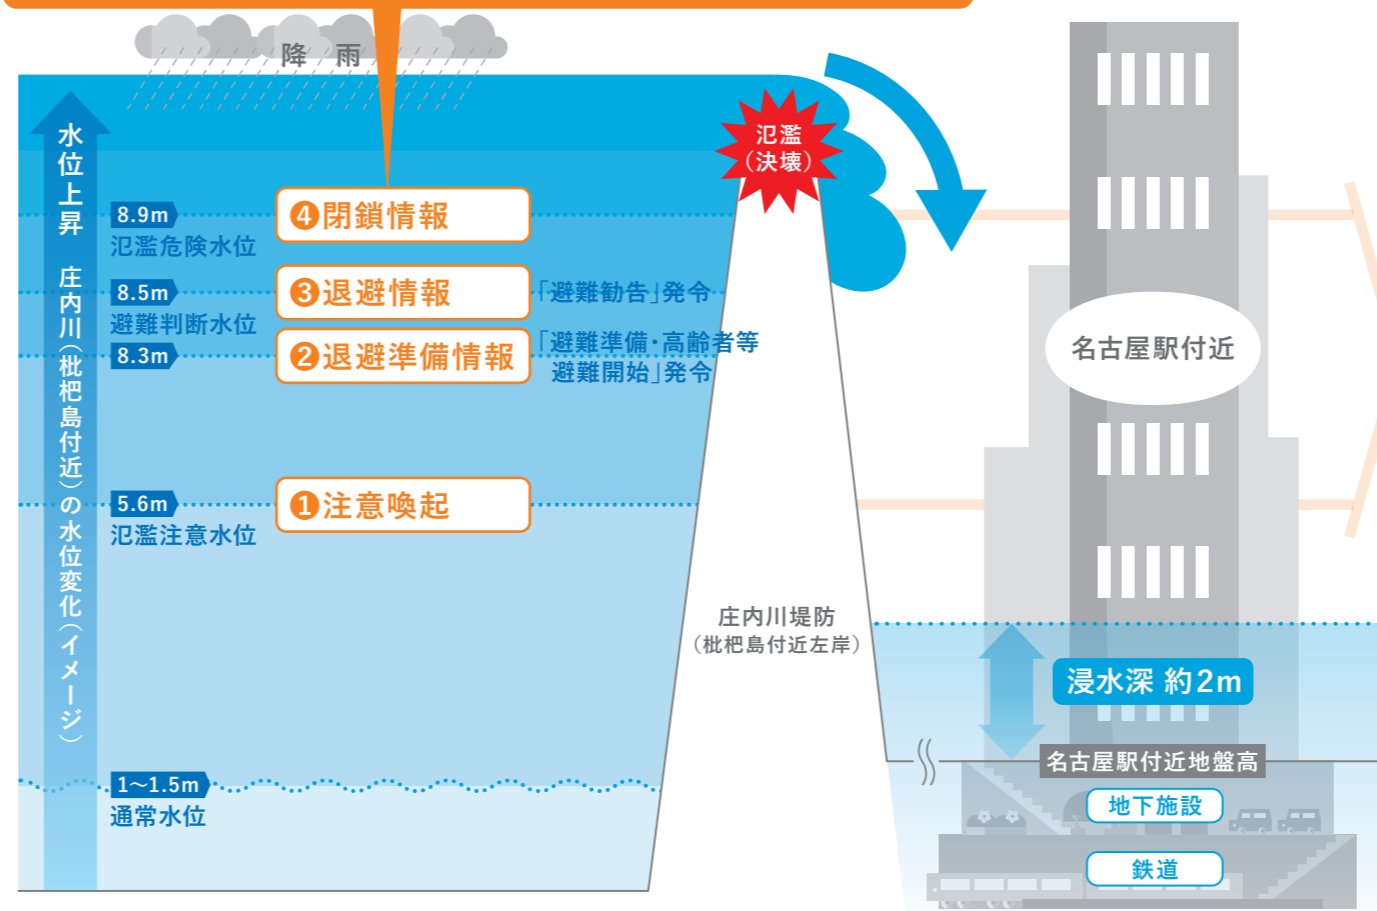 降 雨
水位上昇 庄内川（枇杷島付近）の水位変化（イメージ）
氾濫
（決壊）
8.9m
氾濫危険水位
❹閉鎖情報
8.5m
避難判断水位
❸退避情報
「避難勧告」発令
8.3m
❷退避準備情報
「避難準備・高齢者等
避難開始」発令
5.6m
氾濫注意水位
❶注意喚起
1〜1.5m
通常水位
庄内川堤防
（枇杷島付近左岸）
名古屋駅付近
浸水深 約2m
名古屋駅付近地盤高
地下施設
鉄道